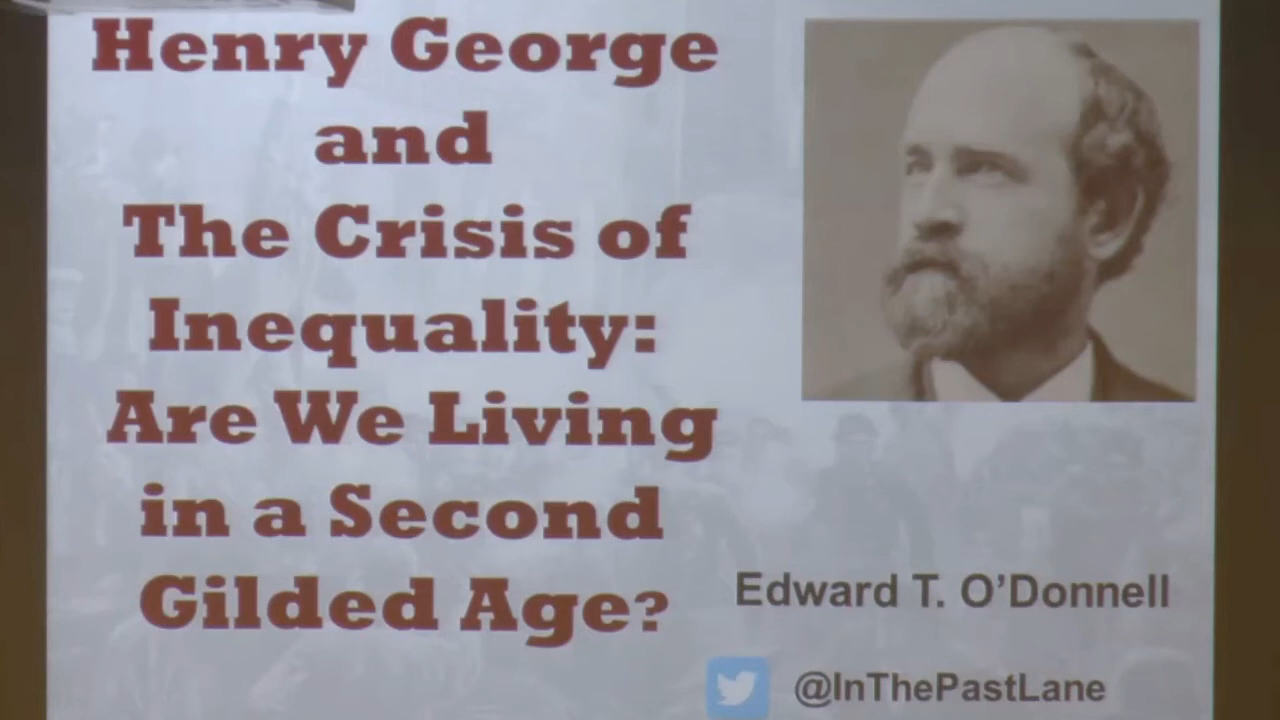 Henry George
and
The Crisis of
Inequality:
Are We Living
in a Second
Gilded Age?
Edward T. O'Donnell
@InThePastLane